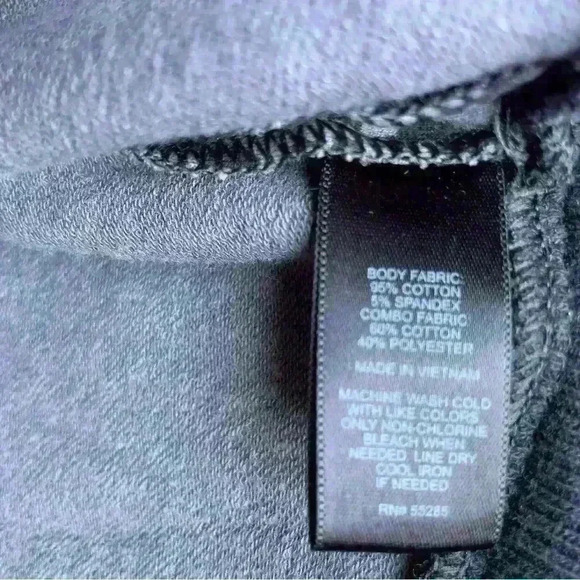 BODY FABRIC:
95% COTTON
5% SPANDEX
COMBO FABRIC
60% COTTON
40% POLYESTER
MADE IN VIETNAM
MACHINE WASH COLD
WITH LIKE COLORS
ONLY NON-CHLORINE
BLEACH WHEN
NEEDED. LINE DRY
COOL IRON
IF NEEDED
RN# 55285